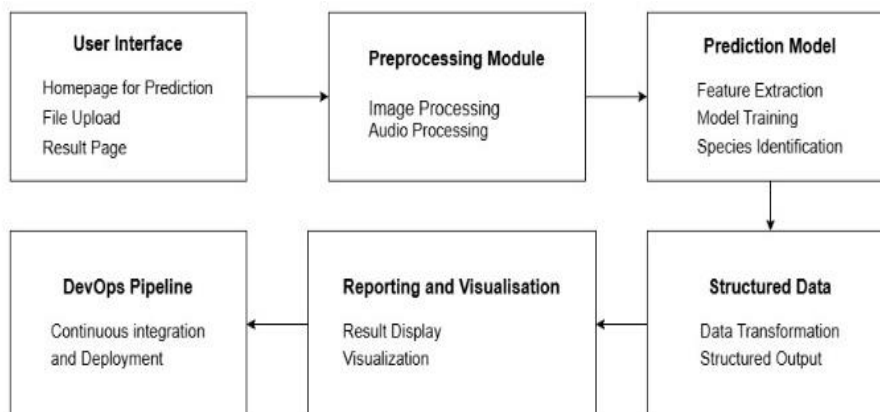 User Interface
Homepage for Prediction
File Upload
Result Page
Preprocessing Module
Image Processing
Audio Processing
Prediction Model
Feature Extraction
Model Training
Species Identification
DevOps Pipeline
Continuous integration
and Deployment
Reporting and Visualisation
Result Display
Visualization
Structured Data
Data Transformation
Structured Output